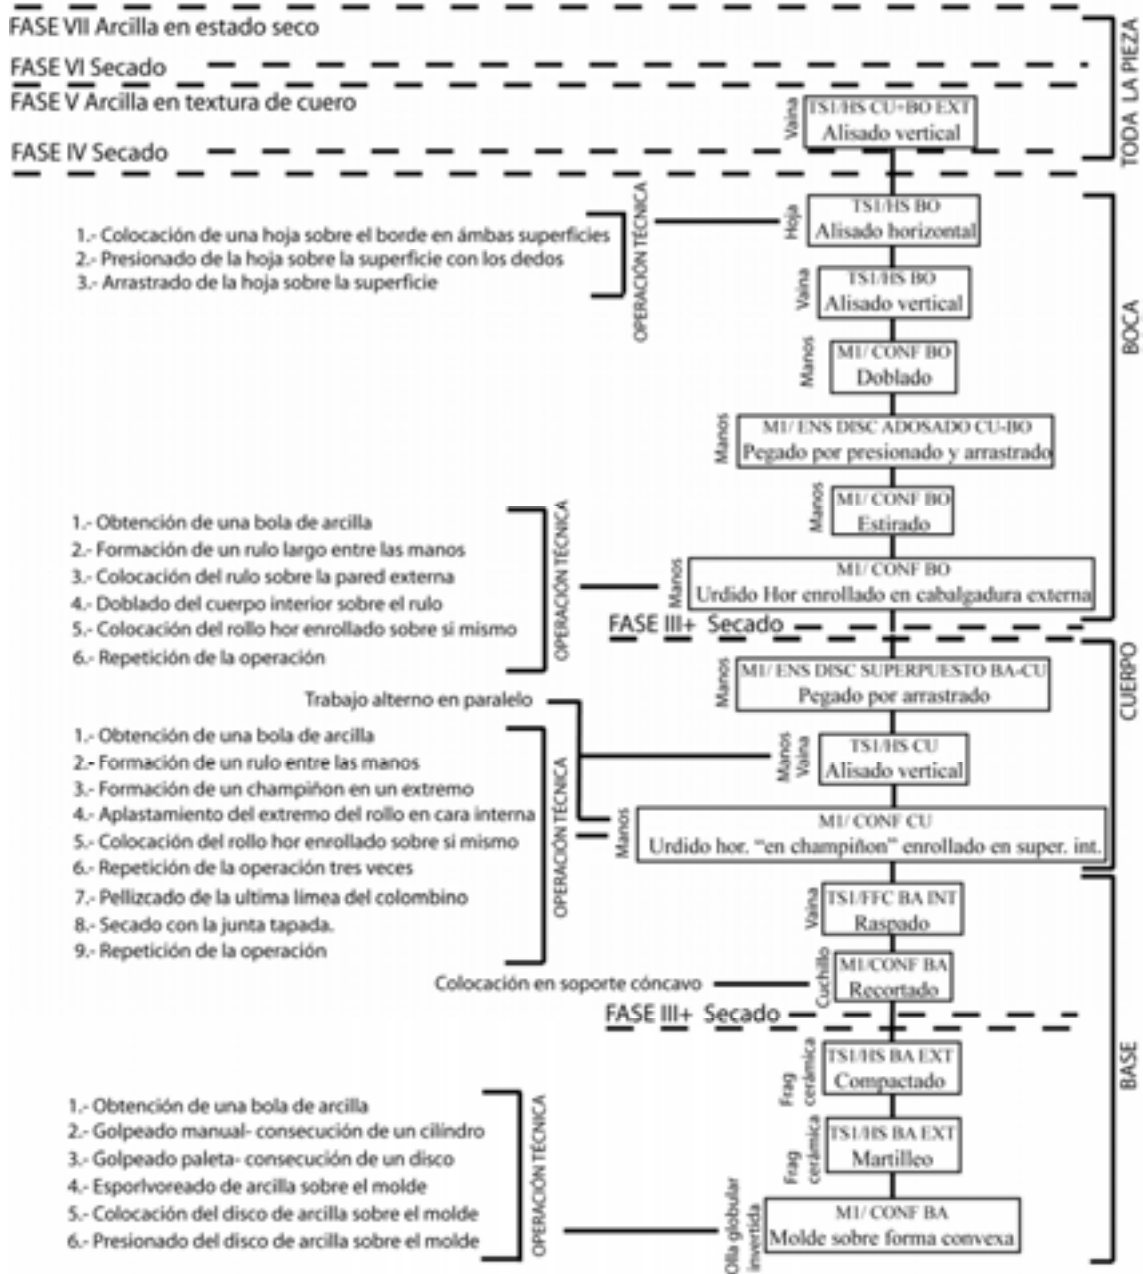 FASE VII Arcilla en estado seco
FASE VI Secado
FASE V Arcilla en textura de cuero
FASE IV Secado
TODA LA PIEZA
Vaina
TS1/HS CU+BO EXT
Alisado vertical
1.- Colocación de una hoja sobre el borde en ámbas superficies
2.- Presionado de la hoja sobre la superficie con los dedos
3.- Arrastrado de la hoja sobre la superficie
OPERACIÓN TÉCNICA
Hoja
TS1/HS BO
Alisado horizontal
Vaina
TS1/HS BO
Alisado vertical
BOCA
Manos
M1/ CONF BO
Doblado
Manos
M1/ ENS DISC ADOSADO CU-BO
Pegado por presionado y arrastrado
Manos
M1/ CONF BO
Estirado
1.- Obtención de una bola de arcilla
2.- Formación de un rulo largo entre las manos
3.- Colocación del rulo sobre la pared externa
4.- Doblado del cuerpo interior sobre el rulo
5.- Colocación del rollo hor enrollado sobre si mismo
6.- Repetición de la operación
OPERACIÓN TÉCNICA
Manos
M1/ CONF BO
Urdido Hor enrollado en cabalgadura externa
FASE III+ Secado
CUERPO
Manos
M1/ ENS DISC SUPERPUESTO BA-CU
Pegado por arrastrado
Trabajo alterno en paralelo
1.- Obtención de una bola de arcilla
2.- Formación de un rulo entre las manos
3.- Formación de un champiñon en un extremo
4.- Aplastamiento del extremo del rollo en cara interna
5.- Colocación del rollo hor enrollado sobre si mismo
6.- Repetición de la operación tres veces
7.- Pellizcado de la ultima límea del colombino
8.- Secado con la junta tapada.
9.- Repetición de la operación
OPERACIÓN TÉCNICA
Manos
Vaina
TS1/HS CU
Alisado vertical
Manos
M1/ CONF CU
Urdido hor. “en champiñon” enrollado en super. int.
Vaina
TS1/FFC BA INT
Raspado
Colocación en soporte cóncavo
Cuchillo
M1/CONF BA
Recortado
FASE III+ Secado
BASE
Frag
cerámica
TS1/HS BA EXT
Compactado
Frag
cerámica
TS1/HS BA EXT
Martilleo
1.- Obtención de una bola de arcilla
2.- Golpeado manual- consecución de un cilíndro
3.- Golpeado paleta- consecución de un disco
4.- Esporlvoreado de arcilla sobre el molde
5.- Colocación del disco de arcilla sobre el molde
6.- Presionado del disco de arcilla sobre el molde
OPERACIÓN TÉCNICA
Olla globular
invertida
M1/ CONF BA
Molde sobre forma convexa